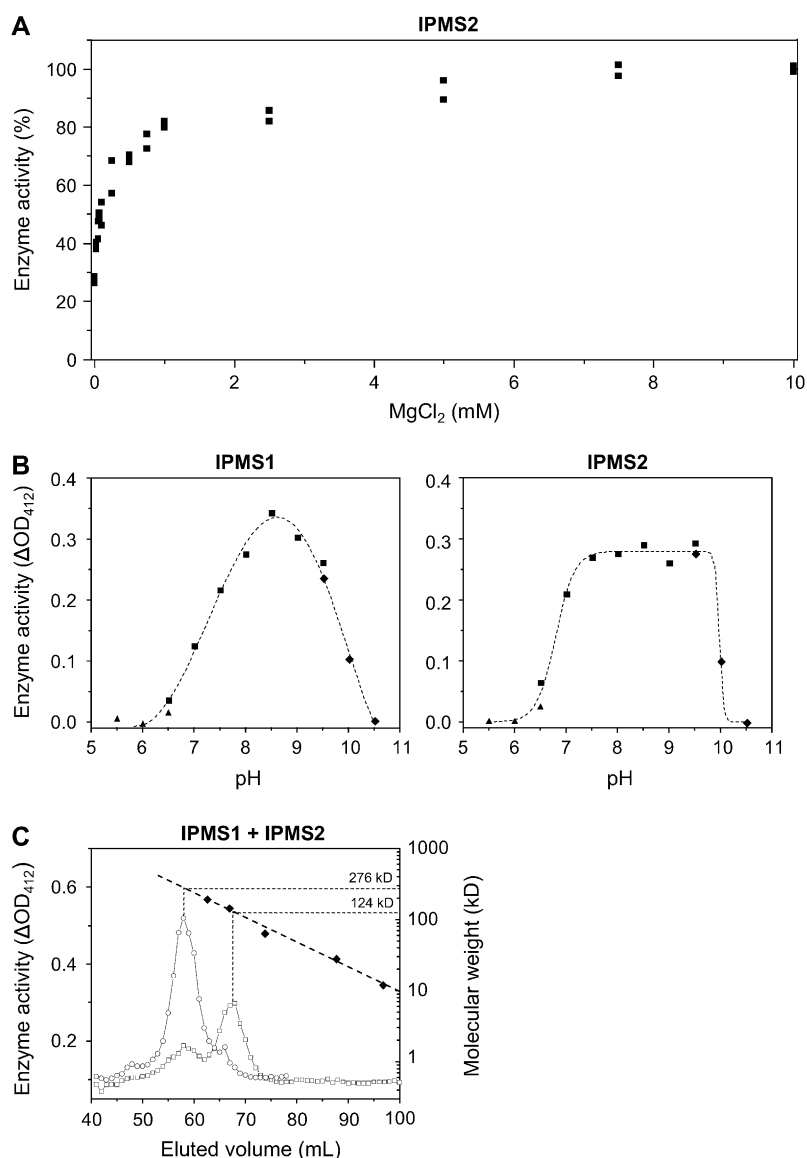 A
IPMS2
Enzyme activity (%)
100
80
60
40
20
0
0 2 4 6 8 10
MgCl₂ (mM)
B
IPMS1
IPMS2
Enzyme activity (ΔOD₄₁₂)
0.4
0.3
0.2
0.1
0.0
5 6 7 8 9 10 11
pH
0.4
0.3
0.2
0.1
0.0
5 6 7 8 9 10 11
pH
C
IPMS1 + IPMS2
Enzyme activity (ΔOD₄₁₂)
0.6
0.4
0.2
276 kD
124 kD
1000
100
10
1
Molecular weight (kD)
40 50 60 70 80 90 100
Eluted volume (mL)